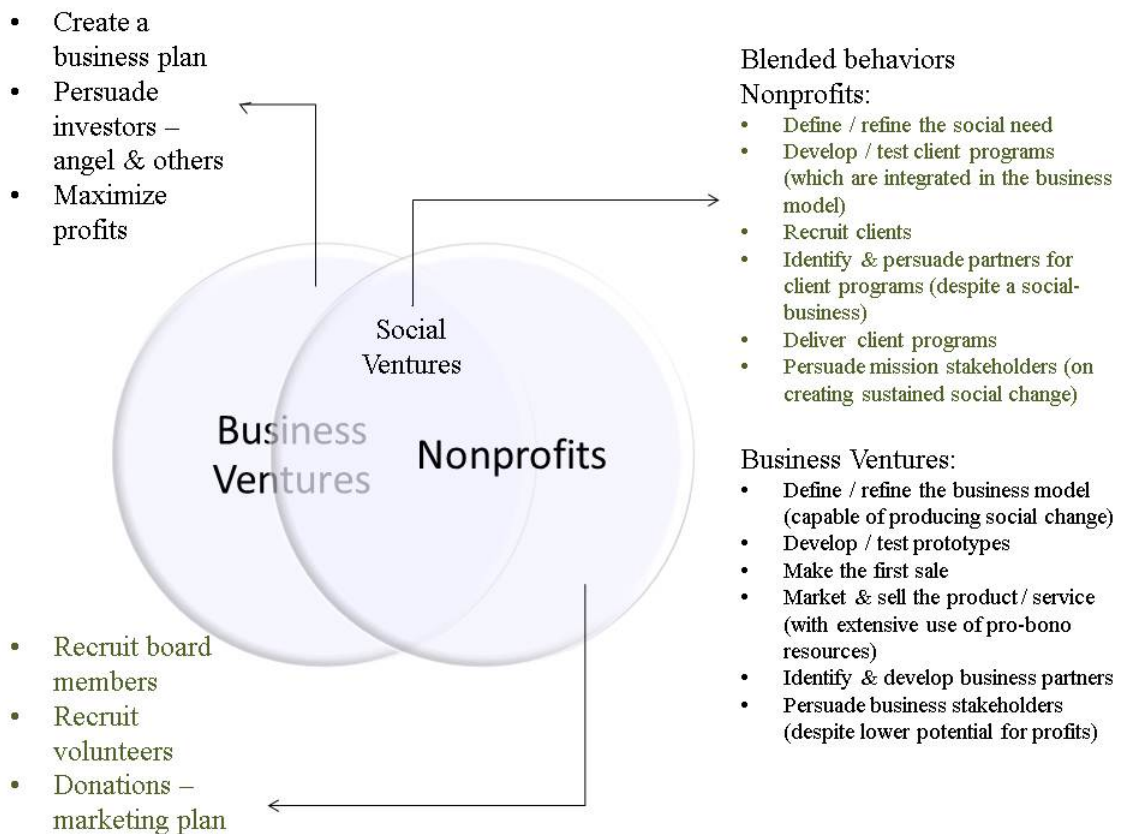 • Create a
business plan
• Persuade
investors –
angel & others
• Maximize
profits
Blended behaviors
Nonprofits:
• Define / refine the social need
• Develop / test client programs
(which are integrated in the business
model)
• Recruit clients
• Identify & persuade partners for
client programs (despite a social-
business)
• Deliver client programs
• Persuade mission stakeholders (on
creating sustained social change)
Social
Ventures
Business
Ventures
Nonprofits
Business Ventures:
• Define / refine the business model
(capable of producing social change)
• Develop / test prototypes
• Make the first sale
• Market & sell the product / service
(with extensive use of pro-bono
resources)
• Identify & develop business partners
• Persuade business stakeholders
(despite lower potential for profits)
• Recruit board
members
• Recruit
volunteers
• Donations –
marketing plan